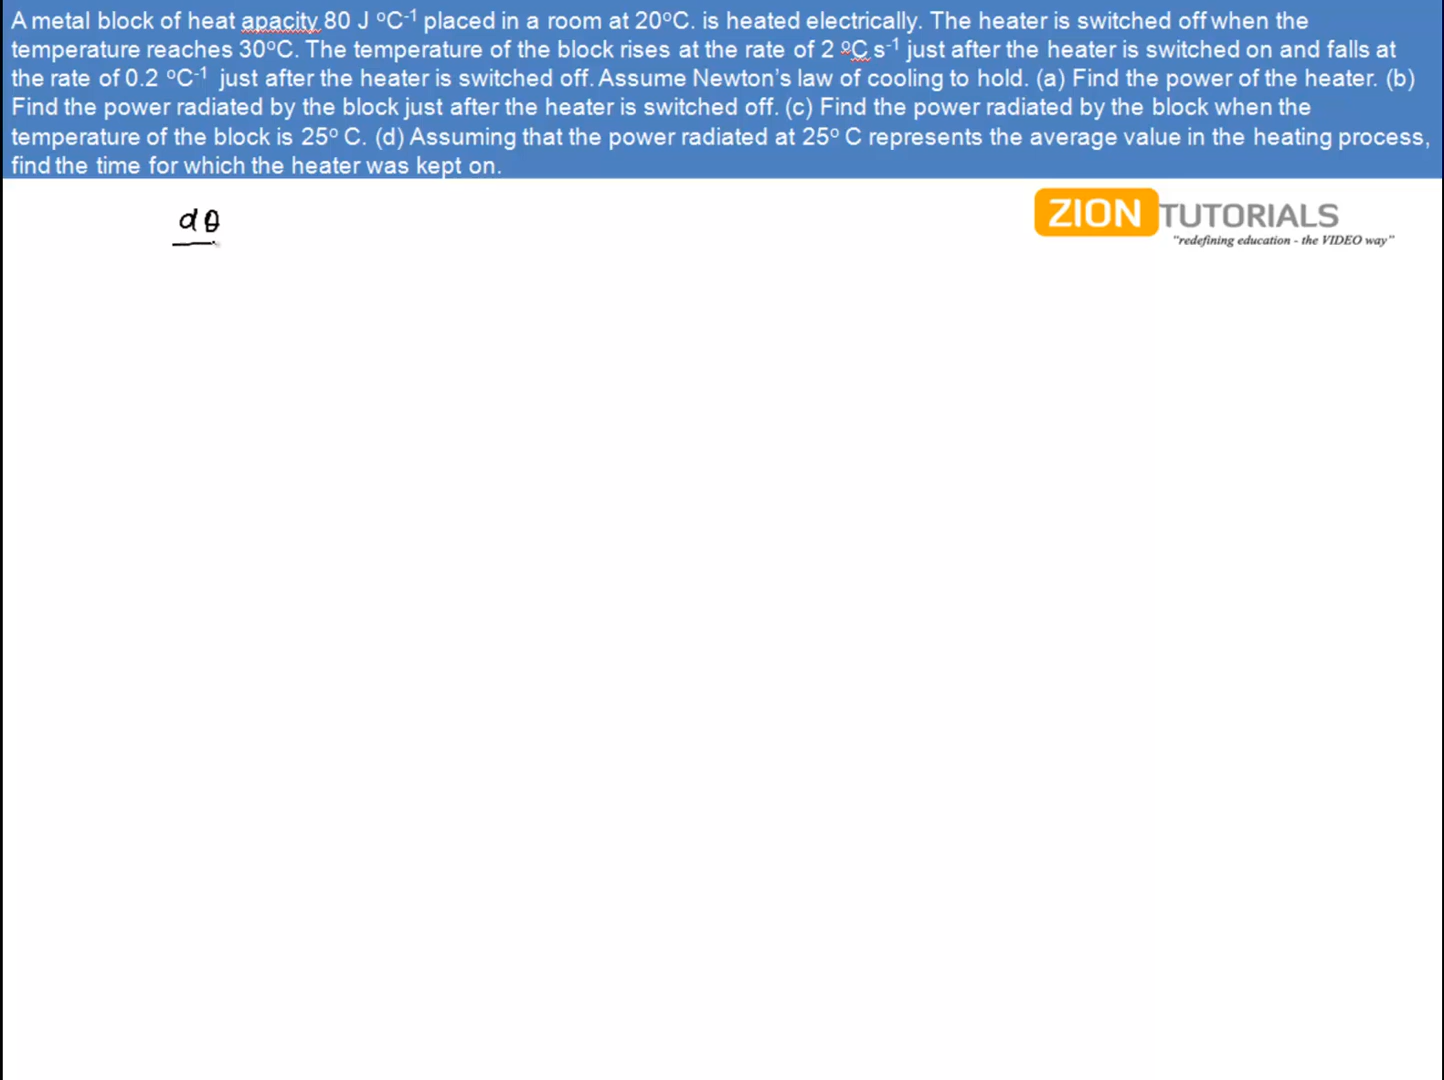 A metal block of heat apacity 80 J ºC⁻¹ placed in a room at 20ºC. is heated electrically. The heater is switched off when the
temperature reaches 30ºC. The temperature of the block rises at the rate of 2 ºC s⁻¹ just after the heater is switched on and falls at
the rate of 0.2 ºC⁻¹ just after the heater is switched off. Assume Newton's law of cooling to hold. (a) Find the power of the heater. (b)
Find the power radiated by the block just after the heater is switched off. (c) Find the power radiated by the block when the
temperature of the block is 25º C. (d) Assuming that the power radiated at 25º C represents the average value in the heating process,
find the time for which the heater was kept on.
dθ
ZION TUTORIALS
"redefining education - the VIDEO way"